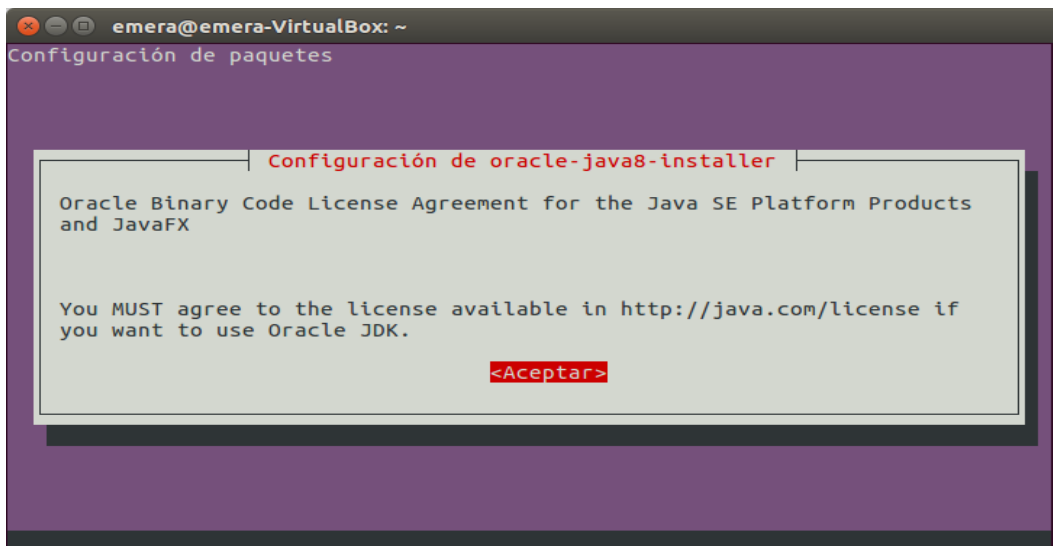 emera@emera-VirtualBox: ~
Configuración de paquetes
Configuración de oracle-java8-installer
Oracle Binary Code License Agreement for the Java SE Platform Products
and JavaFX
You MUST agree to the license available in http://java.com/license if
you want to use Oracle JDK.
<Aceptar>